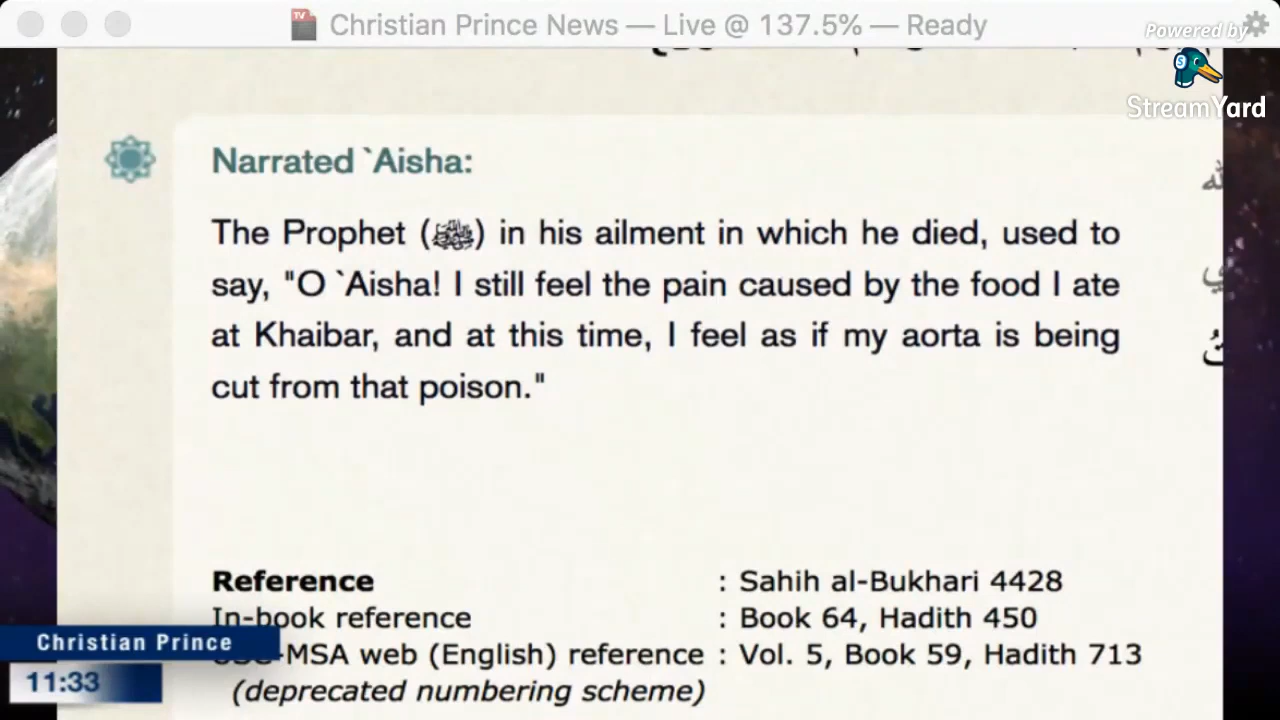 Christian Prince News — Live @ 137.5% — Ready
Powered by
StreamYard
Narrated `Aisha:
The Prophet (ﷺ) in his ailment in which he died, used to
say, "O `Aisha! I still feel the pain caused by the food I ate
at Khaibar, and at this time, I feel as if my aorta is being
cut from that poison."
Reference : Sahih al-Bukhari 4428
In-book reference : Book 64, Hadith 450
-MSA web (English) reference : Vol. 5, Book 59, Hadith 713
(deprecated numbering scheme)
Christian Prince
11:33